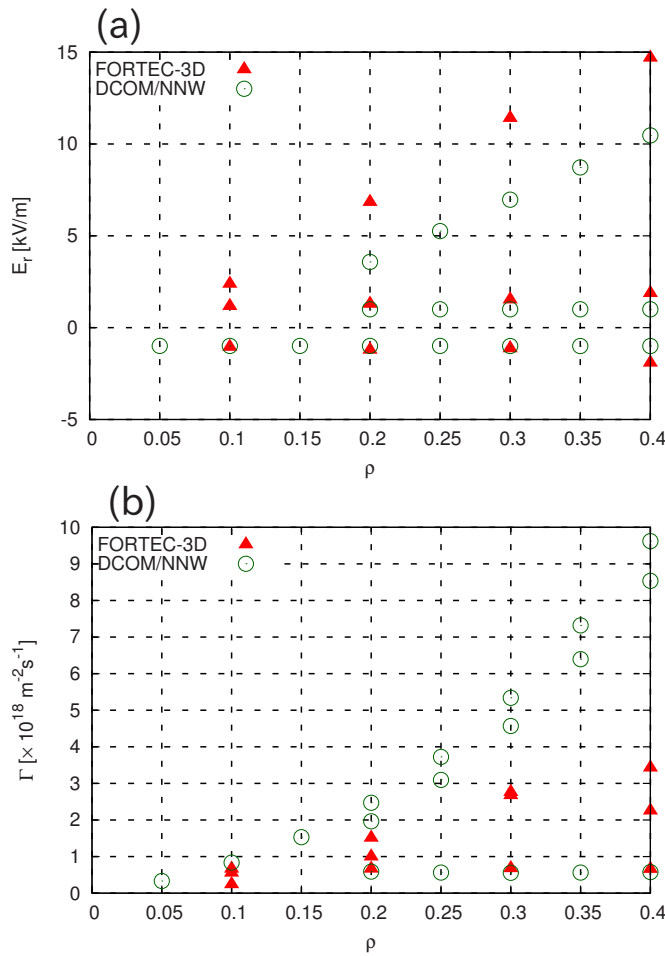 (a)
15
10
5
0
-5
E_r [kV/m]
FORTEC-3D
DCOM/NNW
0 0.05 0.1 0.15 0.2 0.25 0.3 0.35 0.4
ρ
(b)
10
9
8
7
6
5
4
3
2
1
0
Γ [× 10^18 m^-2s^-1]
FORTEC-3D
DCOM/NNW
0 0.05 0.1 0.15 0.2 0.25 0.3 0.35 0.4
ρ